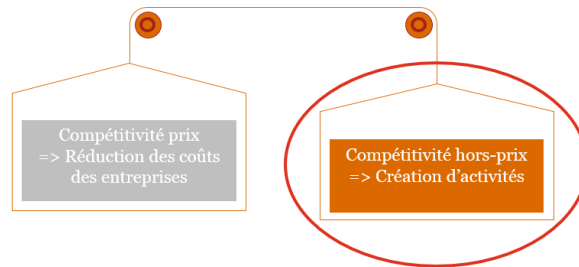 Compétitivité prix
=> Réduction des coûts
des entreprises
Compétitivité hors-prix
=> Création d’activités